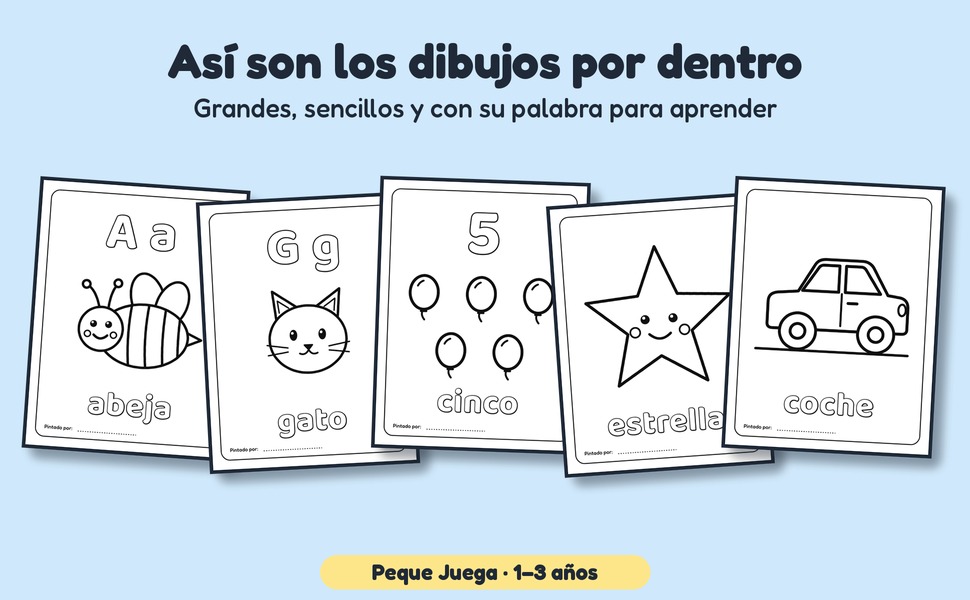 Así son los dibujos por dentro
Grandes, sencillos y con su palabra para aprender
A a
abeja
Pintado por:
G g
gato
Pintado por:
5
cinco
Pintado por:
estrella
Pintado por:
coche
Pintado por:
Peque Juega · 1–3 años